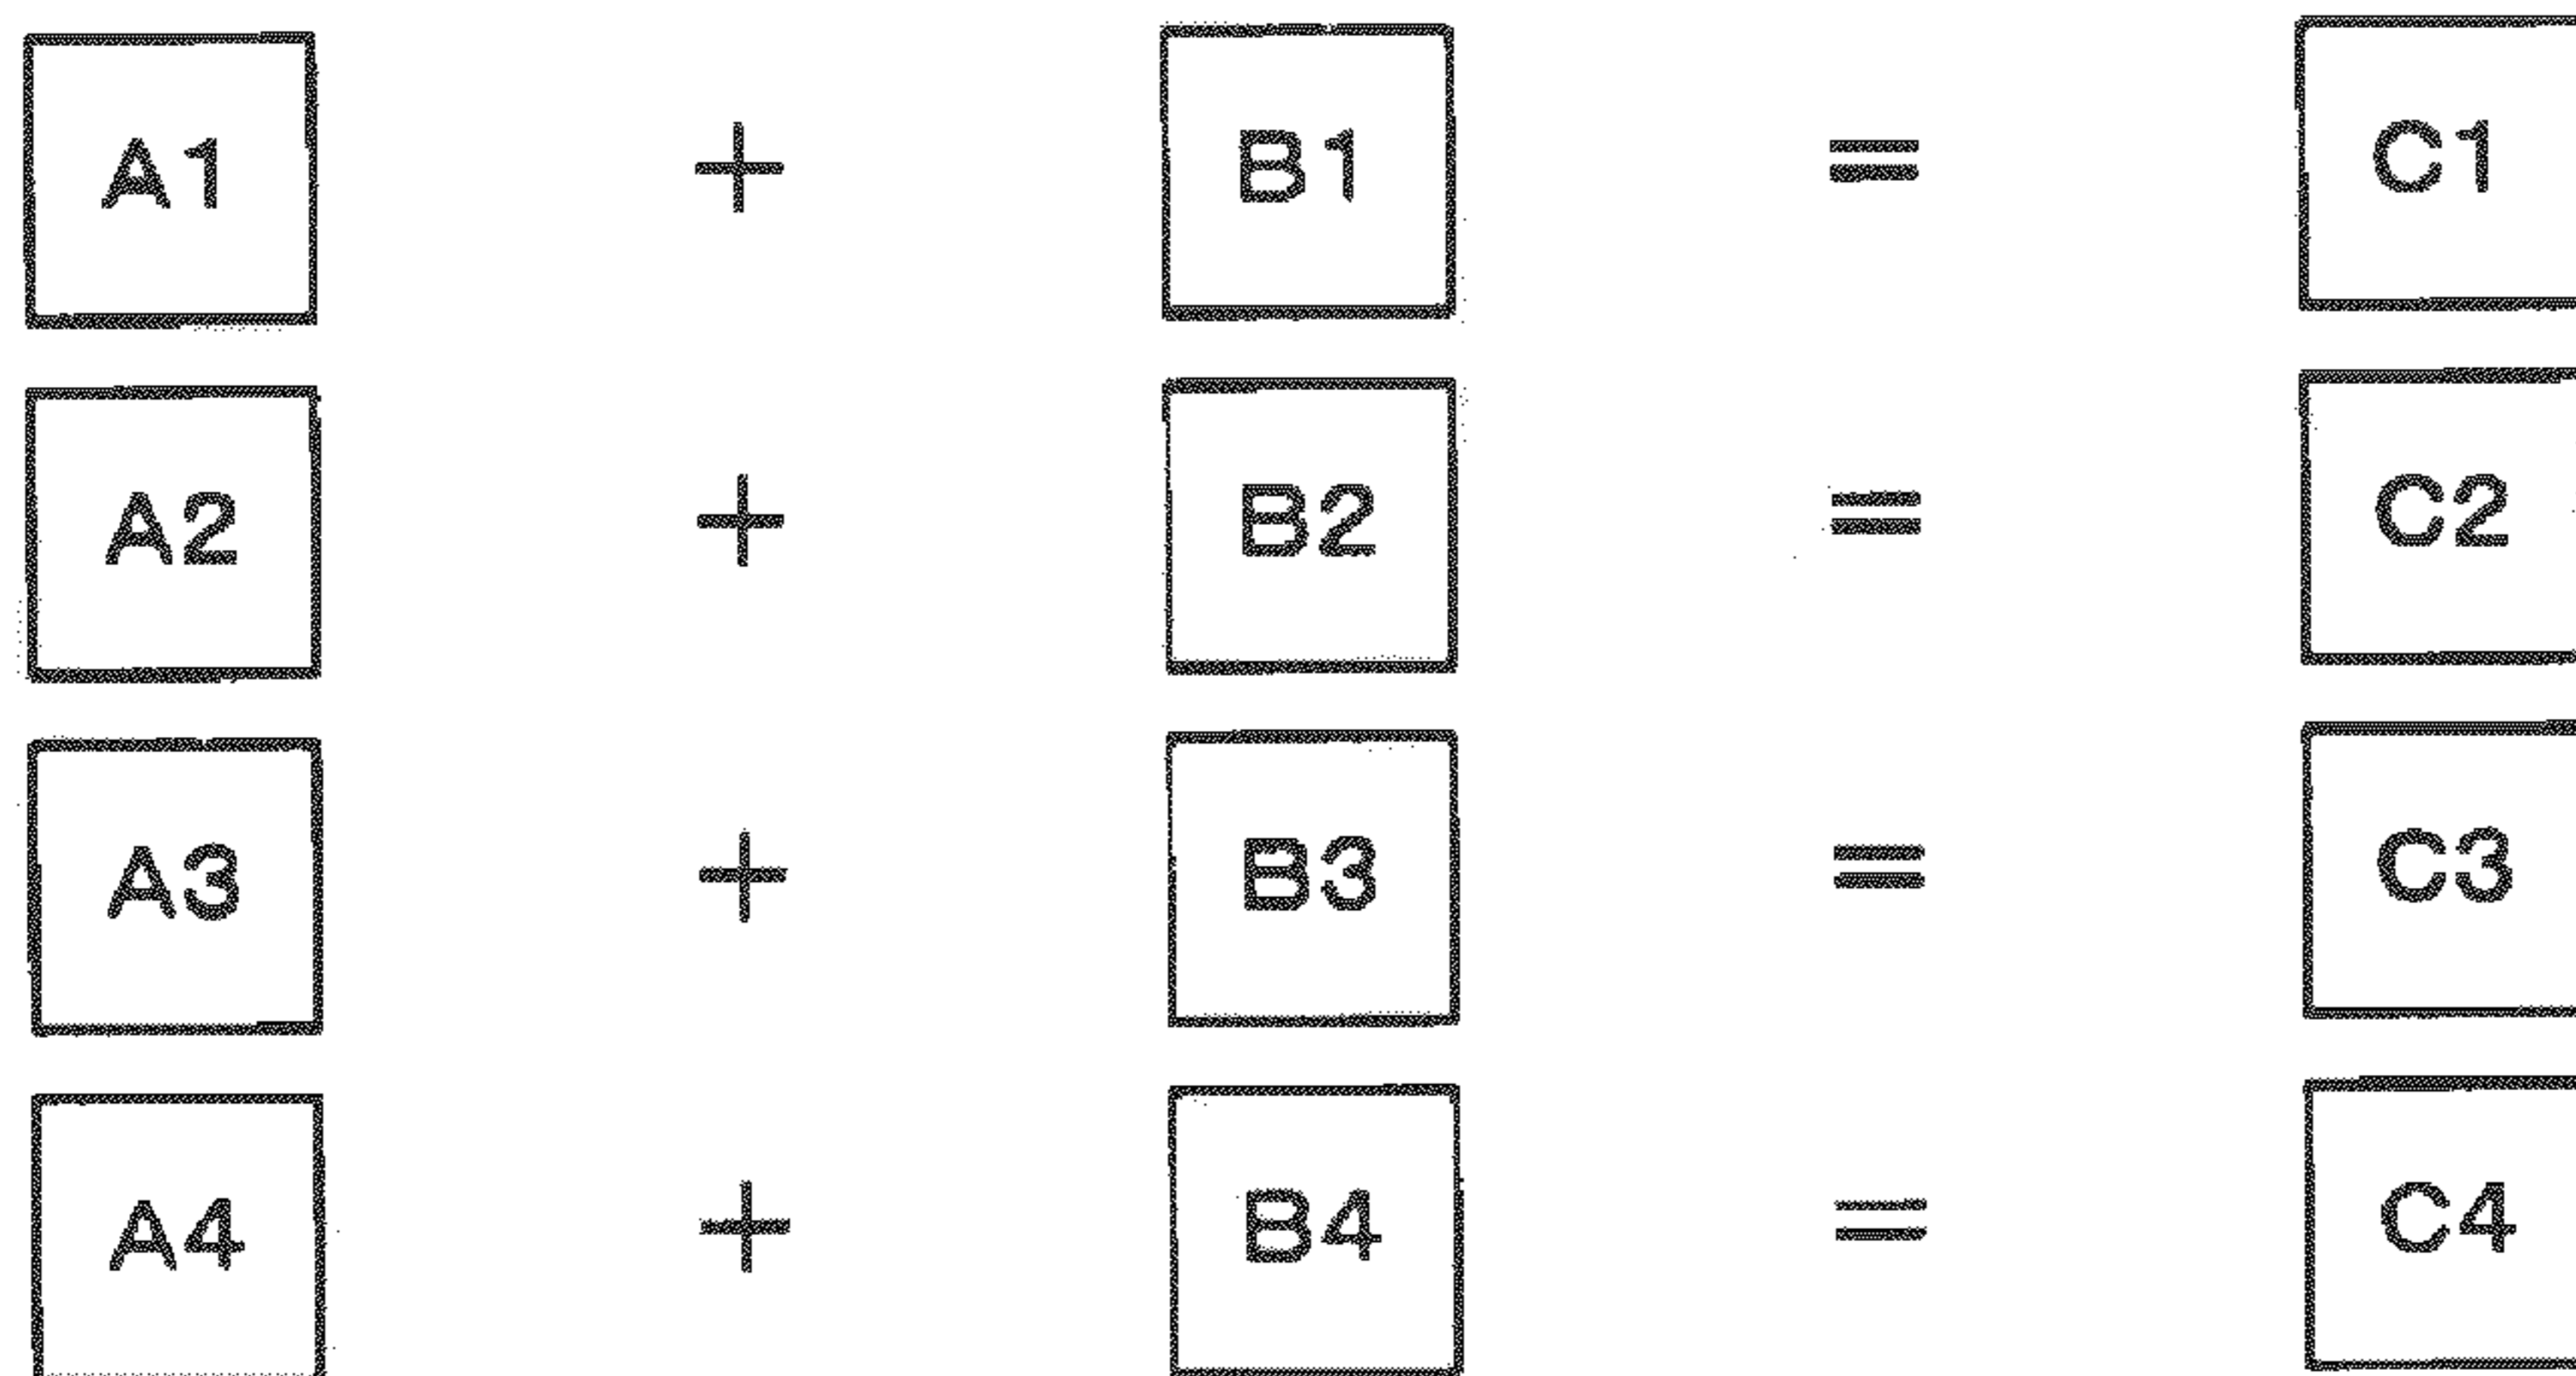 A1 + B1 = C1
A2 + B2 = C2
A3 + B3 = C3
A4 + B4 = C4